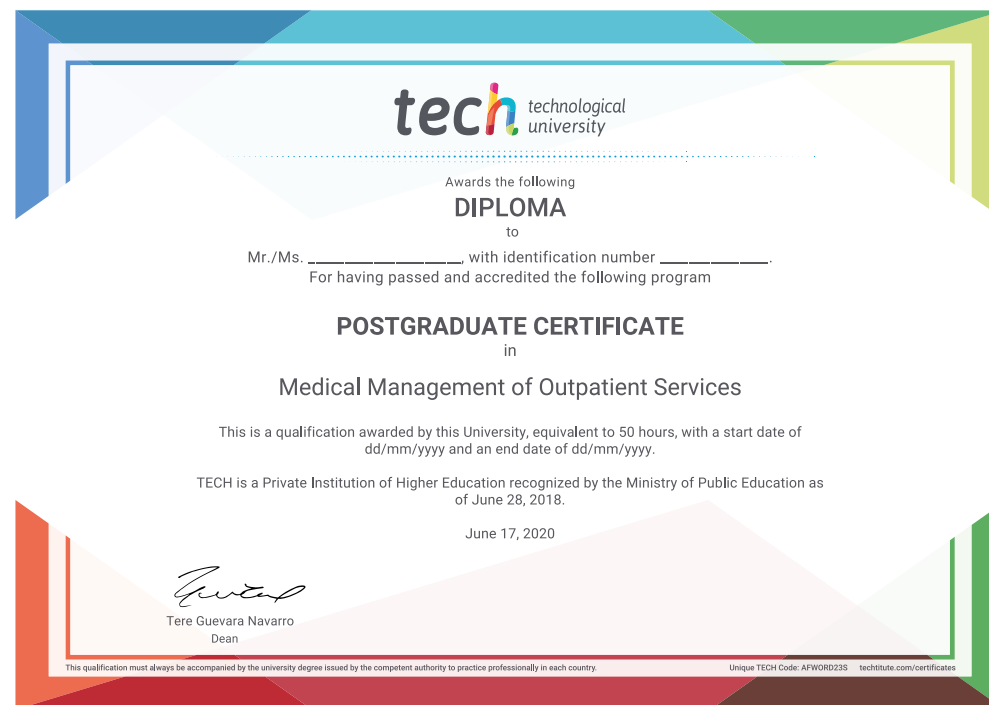 tech technological
university
Awards the following
DIPLOMA
to
Mr./Ms. ____________________, with identification number ______________.
For having passed and accredited the following program
POSTGRADUATE CERTIFICATE
in
Medical Management of Outpatient Services
This is a qualification awarded by this University, equivalent to 50 hours, with a start date of
dd/mm/yyyy and an end date of dd/mm/yyyy.
TECH is a Private Institution of Higher Education recognized by the Ministry of Public Education as
of June 28, 2018.
June 17, 2020
Tere Guevara Navarro
Dean
This qualification must always be accompanied by the university degree issued by the competent authority to practice professionally in each country.
Unique TECH Code: AFWORD23S techtitute.com/certificates